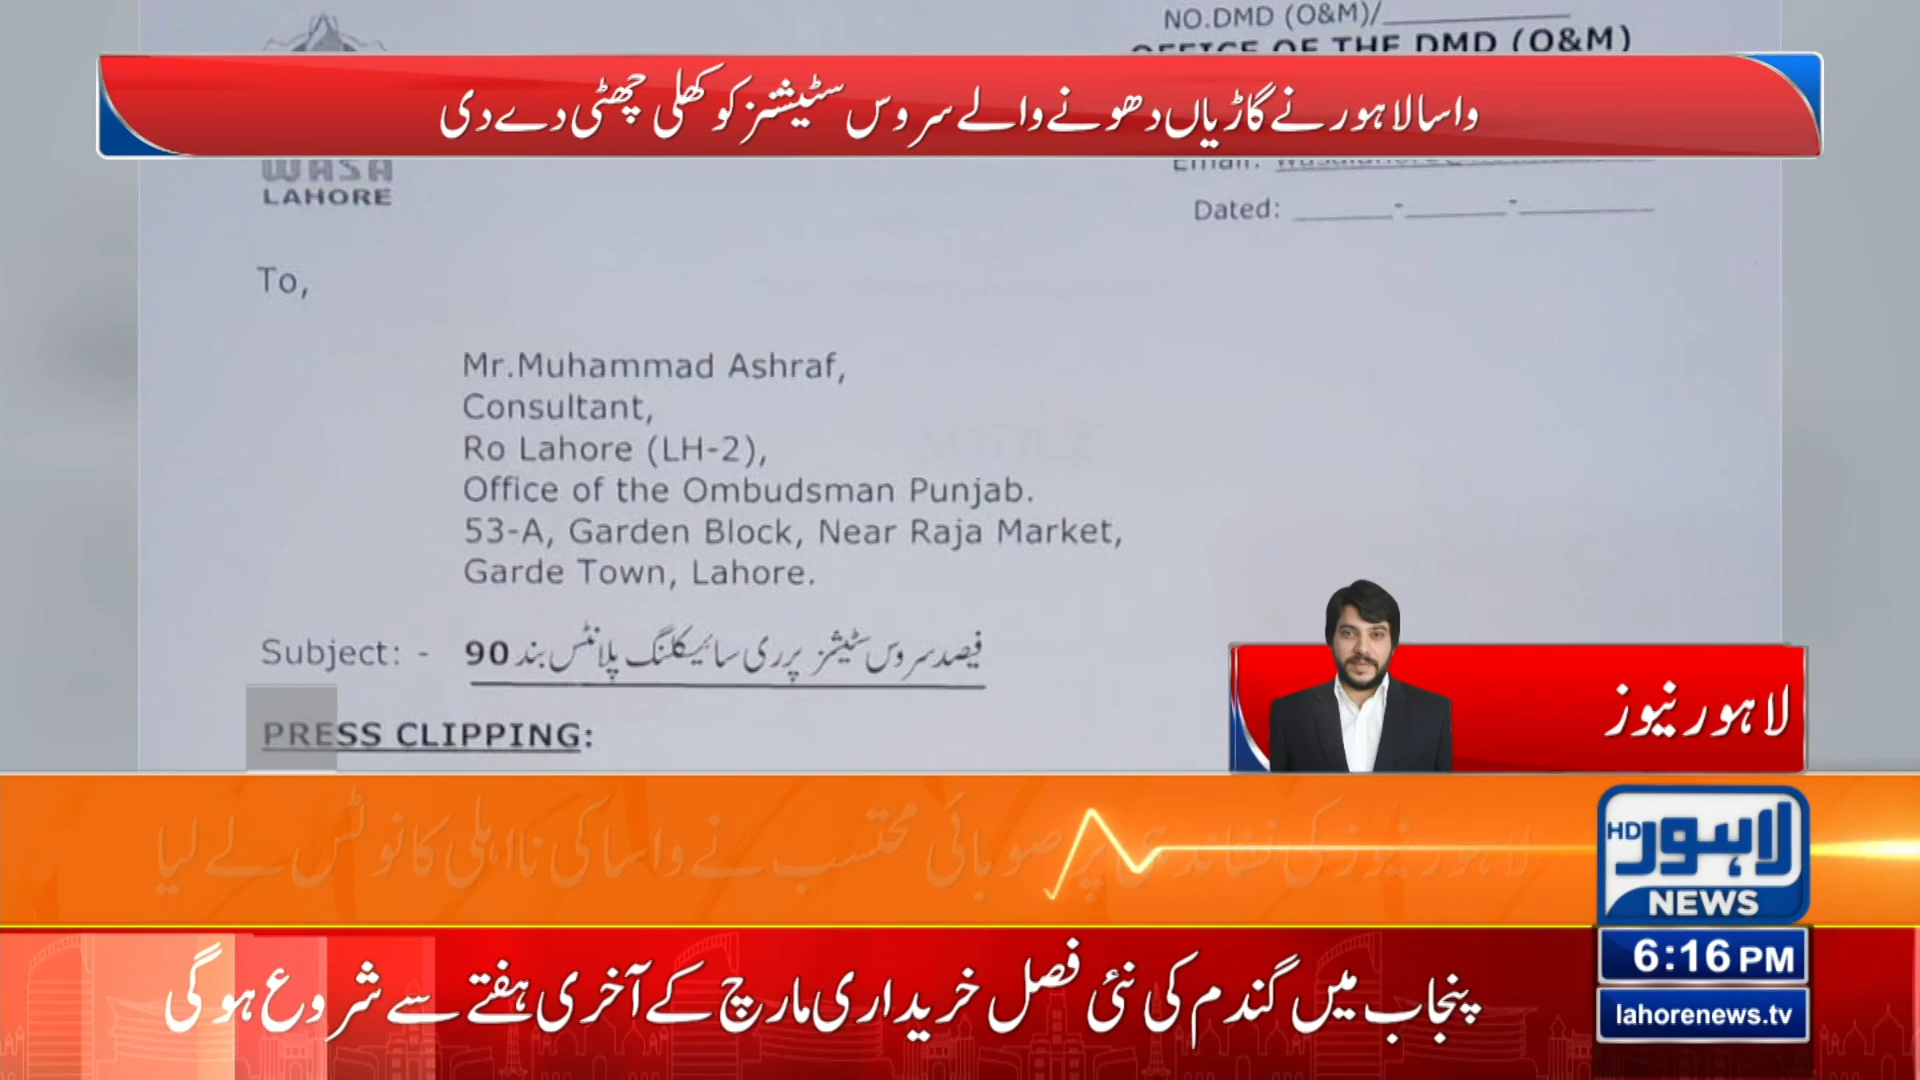 NO.DMD (O&M)/
OFFICE OF THE DMD (O&M)
واسا لاہور نے گاڑیاں دھونے والے سروس سٹیشنز کو کھلی چھٹی دے دی
WASA
LAHORE
Email:
Dated: - -
To,
Mr.Muhammad Ashraf,
Consultant,
Ro Lahore (LH-2),
Office of the Ombudsman Punjab.
53-A, Garden Block, Near Raja Market,
Garde Town, Lahore.
Subject: - 90 فیصد سروس سٹیشنز پر ری سائیکلنگ پلانٹس بند
PRESS CLIPPING:
لاہور نیوز
لاہور نیوز کی نشاندہی پر صوبائی محتسب نے واسا کی نااہلی کا نوٹس لے لیا
لاہور HD
NEWS
6:16 PM
پنجاب میں گندم کی نئی فصل خریداری مارچ کے آخری ہفتے سے شروع ہو گی
lahorenews.tv